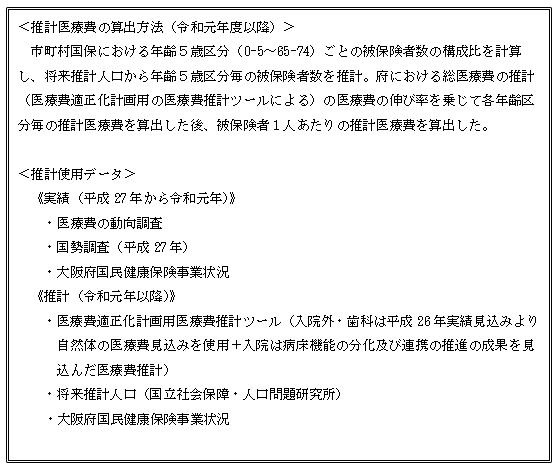 ＜推計医療費の算出方法（令和元年度以降）＞
市町村国保における年齢５歳区分（0-5～65-74）ごとの被保険者数の構成比を計算
し、将来推計人口から年齢５歳区分毎の被保険者数を推計。府における総医療費の推計
（医療費適正化計画用の医療費推計ツールによる）の医療費の伸び率を乗じて各年齢区
分毎の推計医療費を算出した後、被保険者１人あたりの推計医療費を算出した。
＜推計使用データ＞
《実績（平成 27 年から令和元年）》
・医療費の動向調査
・国勢調査（平成 27 年）
・大阪府国民健康保険事業状況
《推計（令和元年以降）》
・医療費適正化計画用医療費推計ツール（入院外・歯科は平成 26 年実績見込みより
自然体の医療費見込みを使用＋入院は病床機能の分化及び連携の推進の成果を見
込んだ医療費推計）
・将来推計人口（国立社会保障・人口問題研究所）
・大阪府国民健康保険事業状況